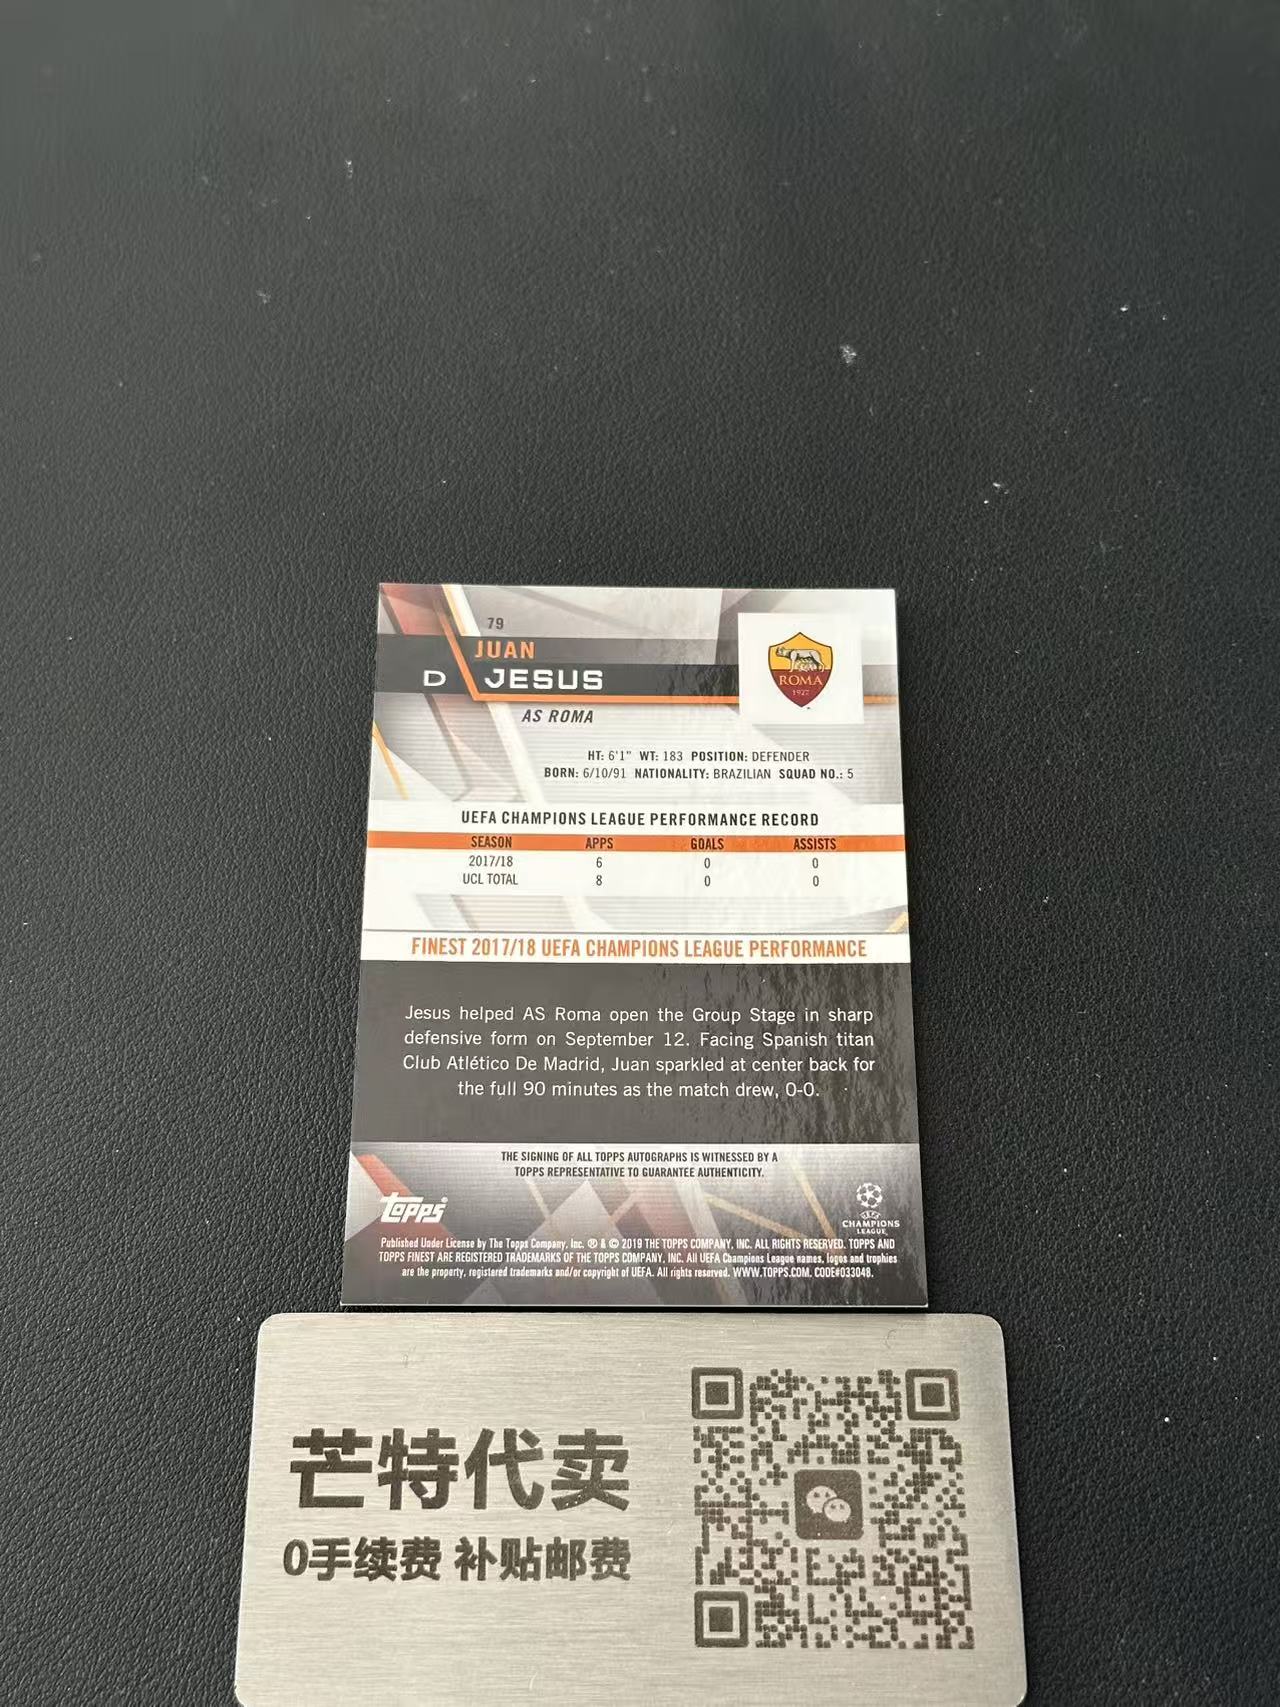 79
JUAN
D JESUS
AS ROMA
ROMA
1927
HT: 6'1" WT: 183 POSITION: DEFENDER
BORN: 6/10/91 NATIONALITY: BRAZILIAN SQUAD NO.: 5
UEFA CHAMPIONS LEAGUE PERFORMANCE RECORD
SEASON APPS GOALS ASSISTS
2017/18 6 0 0
UCL TOTAL 8 0 0
FINEST 2017/18 UEFA CHAMPIONS LEAGUE PERFORMANCE
Jesus helped AS Roma open the Group Stage in sharp
defensive form on September 12. Facing Spanish titan
Club Atlético De Madrid, Juan sparkled at center back for
the full 90 minutes as the match drew, 0-0.
THE SIGNING OF ALL TOPPS AUTOGRAPHS IS WITNESSED BY A
TOPPS REPRESENTATIVE TO GUARANTEE AUTHENTICITY.
topps
UEFA
CHAMPIONS
LEAGUE
Published Under License by The Topps Company, Inc. ® & © 2019 THE TOPPS COMPANY, INC. ALL RIGHTS RESERVED. TOPPS AND
TOPPS FINEST ARE REGISTERED TRADEMARKS OF THE TOPPS COMPANY, INC. All UEFA Champions League names, logos and trophies
are the property, registered trademarks and/or copyright of UEFA. All rights reserved. WWW.TOPPS.COM. CODE#033048.
芒特代卖
0手续费 补贴邮费